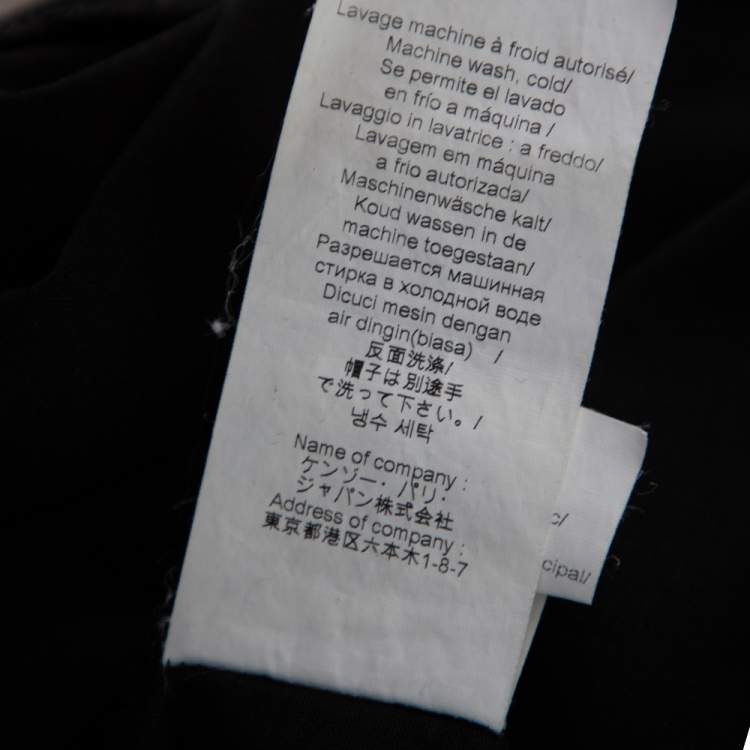 Lavage machine à froid autorisé/
Machine wash, cold/
Se permite el lavado
en frío a máquina /
Lavaggio in lavatrice : a freddo/
Lavagem em máquina
a frio autorizada/
Maschinenwäsche kalt/
Koud wassen in de
machine toegestaan/
Разрешается машинная
стирка в холодной воде
Dicuci mesin dengan
air dingin(biasa) /
反面洗涤/
帽子は別途手
で洗って下さい。/
냉수 세탁
Name of company :
ケンゾー・パリ・
ジャパン株式会社
Address of company :
東京都港区六本木1-8-7
c/
cipal/